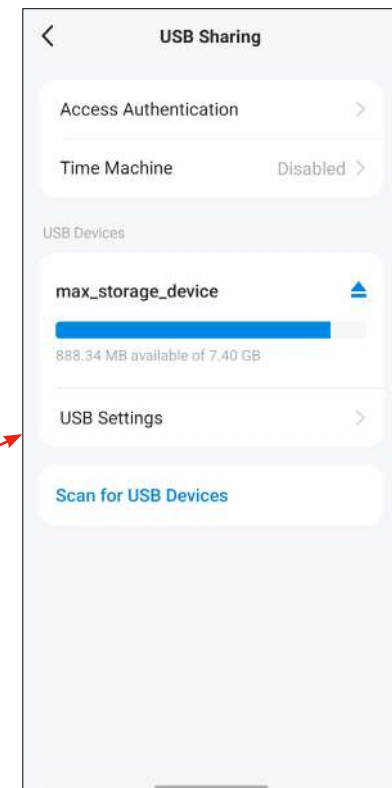 USB Sharing
Access Authentication
Time Machine Disabled
USB Devices
max_storage_device
888.34 MB available of 7.40 GB
USB Settings
Scan for USB Devices